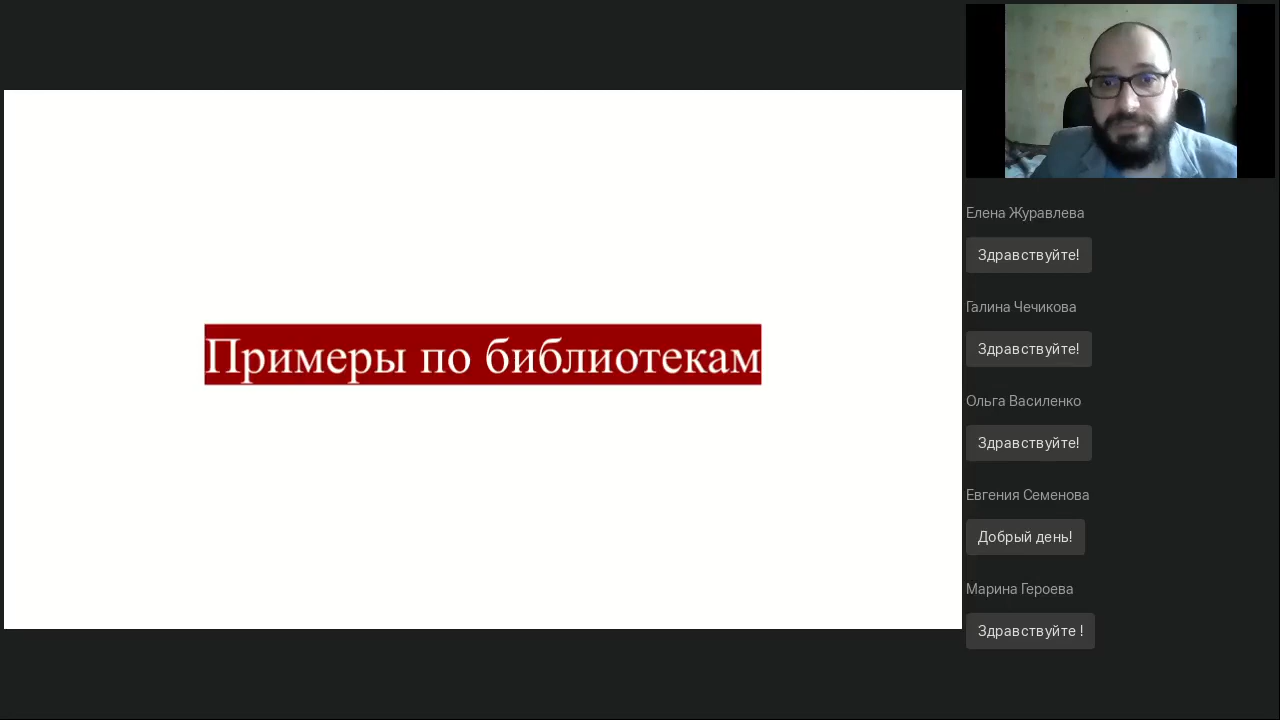 Примеры по библиотекам
Елена Журавлева
Здравствуйте!
Галина Чечикова
Здравствуйте!
Ольга Василенко
Здравствуйте!
Евгения Семенова
Добрый день!
Марина Героева
Здравствуйте !